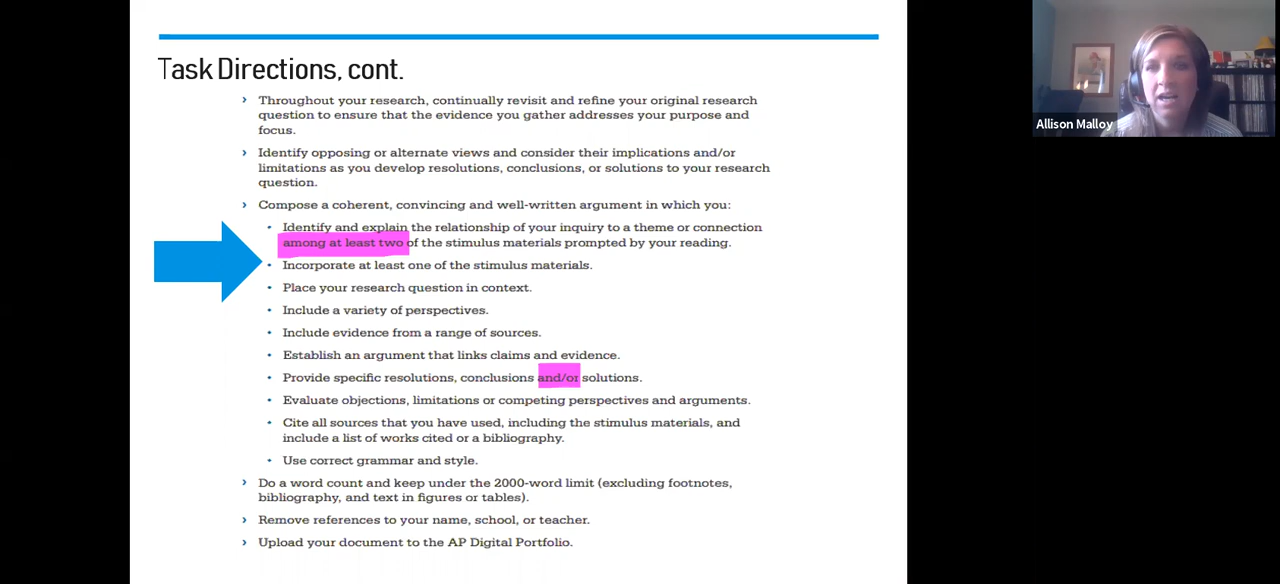 Task Directions, cont.
› Throughout your research, continually revisit and refine your original research
question to ensure that the evidence you gather addresses your purpose and
focus.
› Identify opposing or alternate views and consider their implications and/or
limitations as you develop resolutions, conclusions, or solutions to your research
question.
› Compose a coherent, convincing and well-written argument in which you:
• Identify and explain the relationship of your inquiry to a theme or connection
among at least two of the stimulus materials prompted by your reading.
• Incorporate at least one of the stimulus materials.
• Place your research question in context.
• Include a variety of perspectives.
• Include evidence from a range of sources.
• Establish an argument that links claims and evidence.
• Provide specific resolutions, conclusions and/or solutions.
• Evaluate objections, limitations or competing perspectives and arguments.
• Cite all sources that you have used, including the stimulus materials, and
include a list of works cited or a bibliography.
• Use correct grammar and style.
› Do a word count and keep under the 2000-word limit (excluding footnotes,
bibliography, and text in figures or tables).
› Remove references to your name, school, or teacher.
› Upload your document to the AP Digital Portfolio.
Allison Malloy